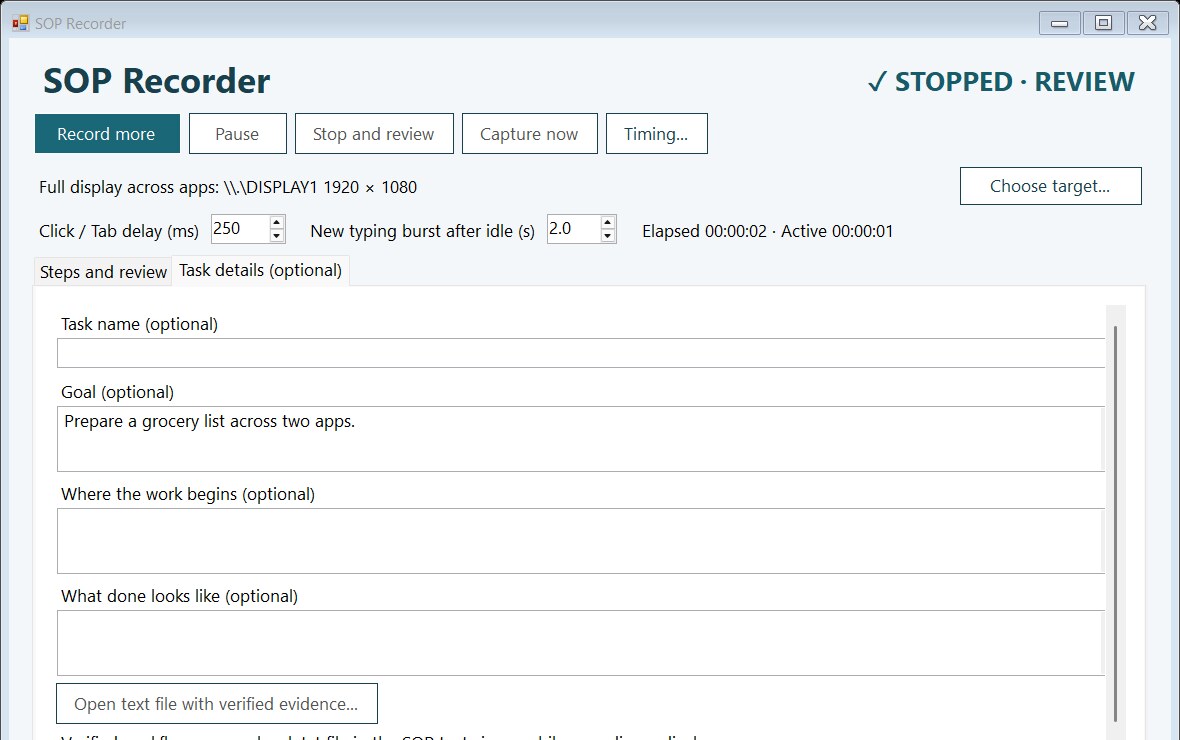 SOP Recorder
SOP Recorder
✓ STOPPED · REVIEW
Record more
Pause
Stop and review
Capture now
Timing...
Full display across apps: \\.\DISPLAY1 1920 × 1080
Choose target...
Click / Tab delay (ms) 250 New typing burst after idle (s) 2.0 Elapsed 00:00:02 · Active 00:00:01
Steps and review
Task details (optional)
Task name (optional)
Goal (optional)
Prepare a grocery list across two apps.
Where the work begins (optional)
What done looks like (optional)
Open text file with verified evidence...